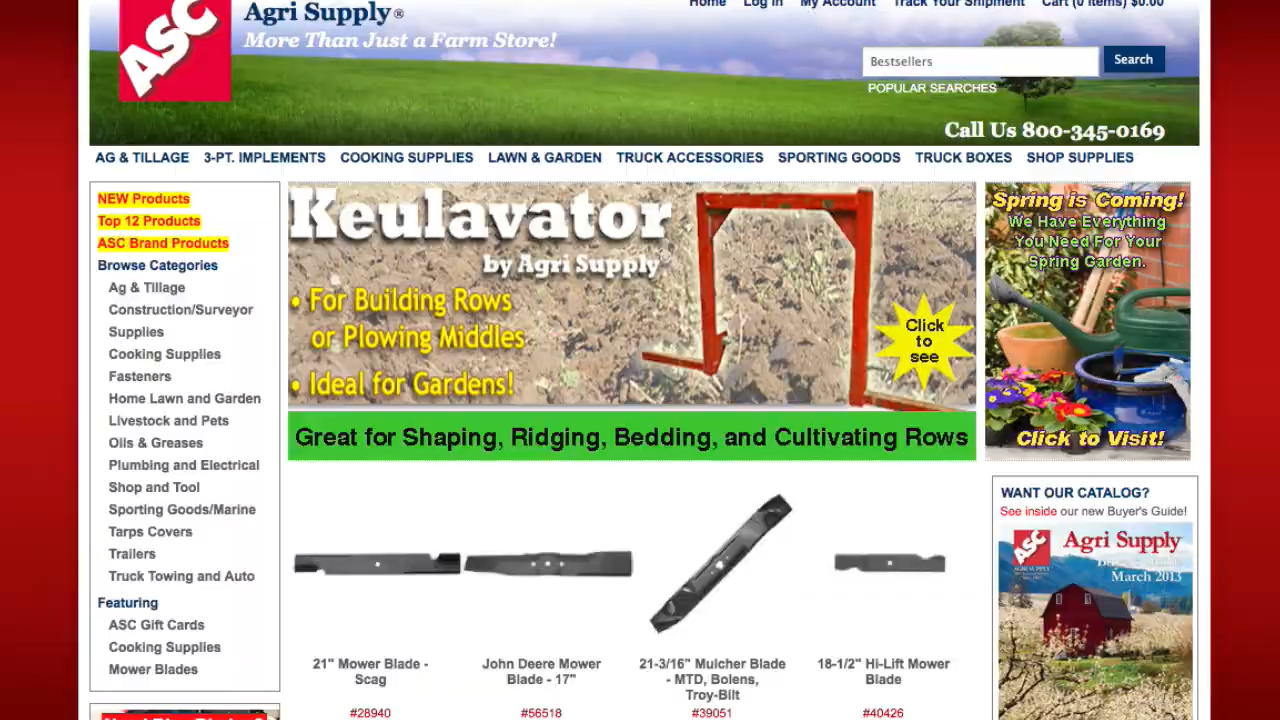 Home Log In My Account Track Your Shipment Cart (0 items) $0.00
ASC
Agri Supply®
More Than Just a Farm Store!
Bestsellers
Search
POPULAR SEARCHES
Call Us 800-345-0169
AG & TILLAGE 3-PT. IMPLEMENTS COOKING SUPPLIES LAWN & GARDEN TRUCK ACCESSORIES SPORTING GOODS TRUCK BOXES SHOP SUPPLIES
NEW Products
Top 12 Products
ASC Brand Products
Browse Categories
Ag & Tillage
Construction/Surveyor
Supplies
Cooking Supplies
Fasteners
Home Lawn and Garden
Livestock and Pets
Oils & Greases
Plumbing and Electrical
Shop and Tool
Sporting Goods/Marine
Tarps Covers
Trailers
Truck Towing and Auto
Featuring
ASC Gift Cards
Cooking Supplies
Mower Blades
Keulavator
by Agri Supply®
• For Building Rows
or Plowing Middles
• Ideal for Gardens!
Click
to
see
Great for Shaping, Ridging, Bedding, and Cultivating Rows
Spring is Coming!
We Have Everything
You Need For Your
Spring Garden.
Click to Visit!
21" Mower Blade -
Scag
#28940
John Deere Mower
Blade - 17"
#56518
21-3/16" Mulcher Blade
- MTD, Bolens,
Troy-Bilt
#39051
18-1/2" Hi-Lift Mower
Blade
#40426
WANT OUR CATALOG?
See inside our new Buyer's Guide!
ASC
Agri Supply
March 2013